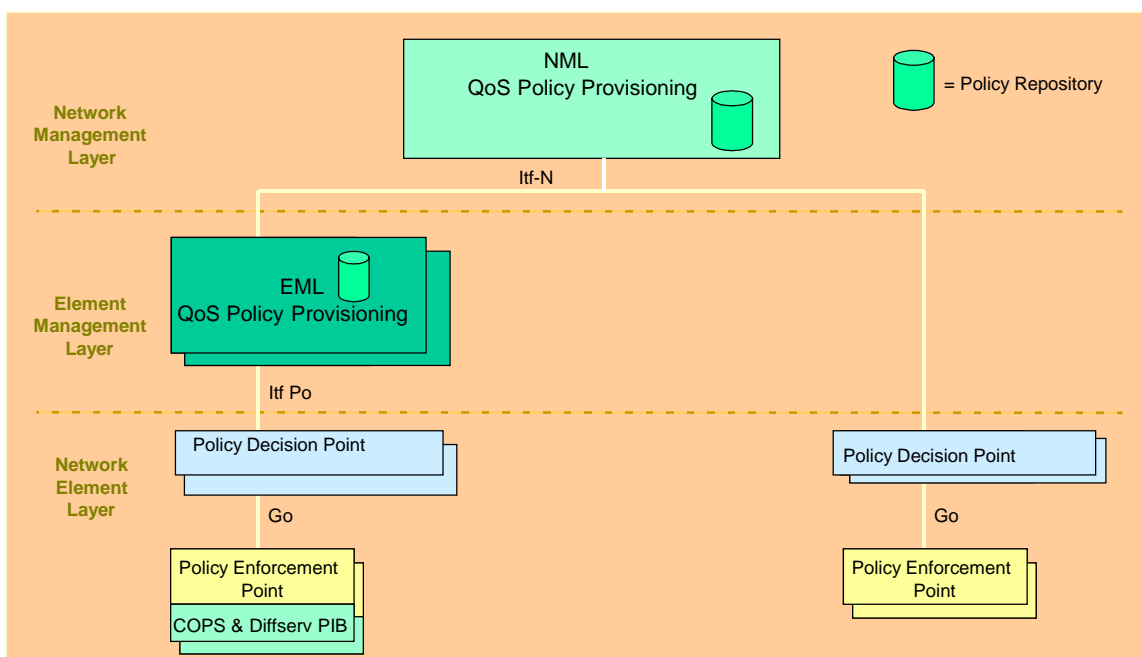 NML
QoS Policy Provisioning
= Policy Repository
Network
Management
Layer
Itf-N
EML
QoS Policy Provisioning
Element
Management
Layer
Itf Po
Policy Decision Point
Policy Decision Point
Network
Element
Layer
Go
Go
Policy Enforcement
Point
COPS & Diffserv PIB
Policy Enforcement
Point